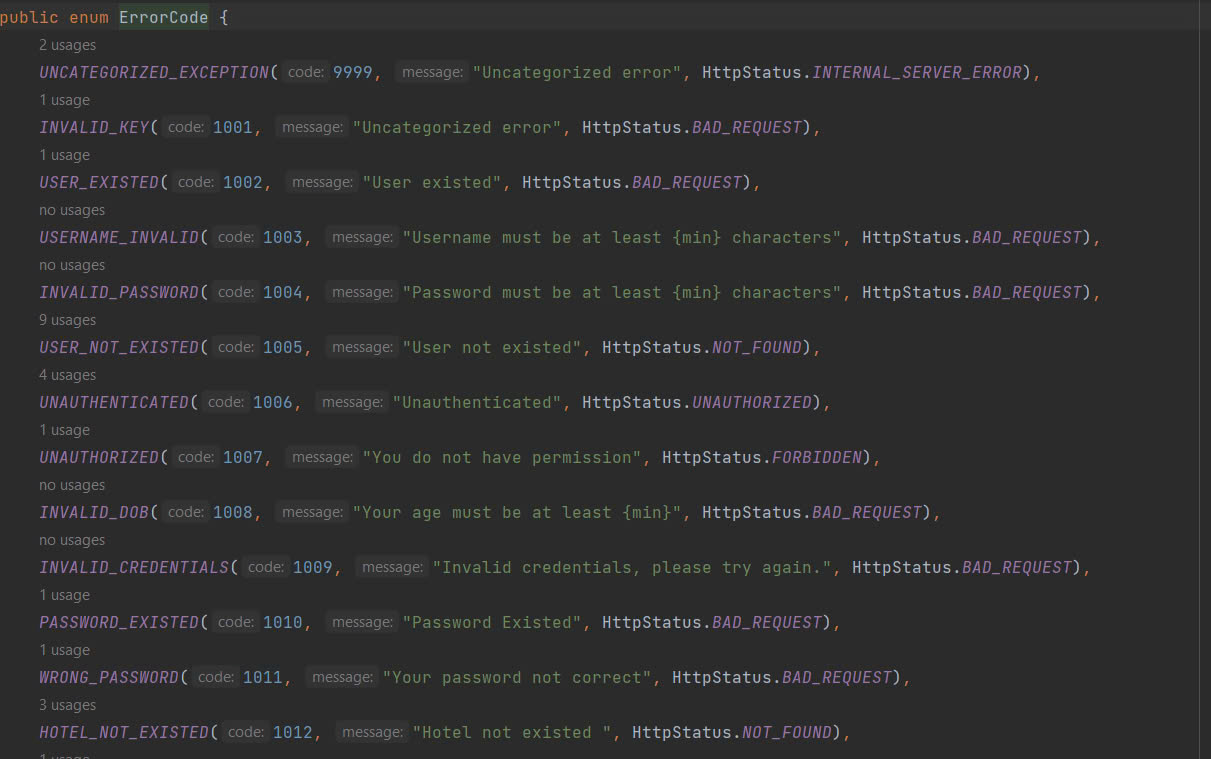 public enum ErrorCode {
2 usages
UNCATEGORIZED_EXCEPTION( code: 9999, message: "Uncategorized error", HttpStatus.INTERNAL_SERVER_ERROR),
1 usage
INVALID_KEY( code: 1001, message: "Uncategorized error", HttpStatus.BAD_REQUEST),
1 usage
USER_EXISTED( code: 1002, message: "User existed", HttpStatus.BAD_REQUEST),
no usages
USERNAME_INVALID( code: 1003, message: "Username must be at least {min} characters", HttpStatus.BAD_REQUEST),
no usages
INVALID_PASSWORD( code: 1004, message: "Password must be at least {min} characters", HttpStatus.BAD_REQUEST),
9 usages
USER_NOT_EXISTED( code: 1005, message: "User not existed", HttpStatus.NOT_FOUND),
4 usages
UNAUTHENTICATED( code: 1006, message: "Unauthenticated", HttpStatus.UNAUTHORIZED),
1 usage
UNAUTHORIZED( code: 1007, message: "You do not have permission", HttpStatus.FORBIDDEN),
no usages
INVALID_DOB( code: 1008, message: "Your age must be at least {min}", HttpStatus.BAD_REQUEST),
no usages
INVALID_CREDENTIALS( code: 1009, message: "Invalid credentials, please try again.", HttpStatus.BAD_REQUEST),
1 usage
PASSWORD_EXISTED( code: 1010, message: "Password Existed", HttpStatus.BAD_REQUEST),
1 usage
WRONG_PASSWORD( code: 1011, message: "Your password not correct", HttpStatus.BAD_REQUEST),
3 usages
HOTEL_NOT_EXISTED( code: 1012, message: "Hotel not existed ", HttpStatus.NOT_FOUND),